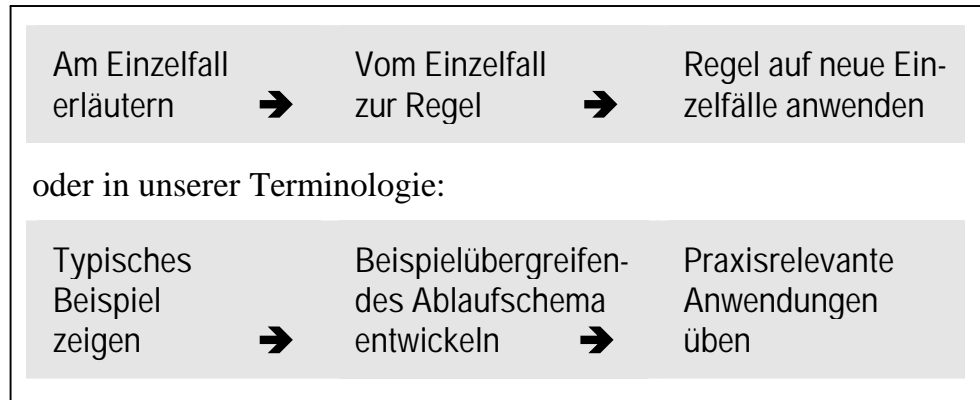 Am Einzelfall
erläutern ➔
Vom Einzelfall
zur Regel ➔
Regel auf neue Ein-
zelfälle anwenden
oder in unserer Terminologie:
Typisches
Beispiel
zeigen ➔
Beispielübergreifen-
des Ablaufschema
entwickeln ➔
Praxisrelevante
Anwendungen
üben